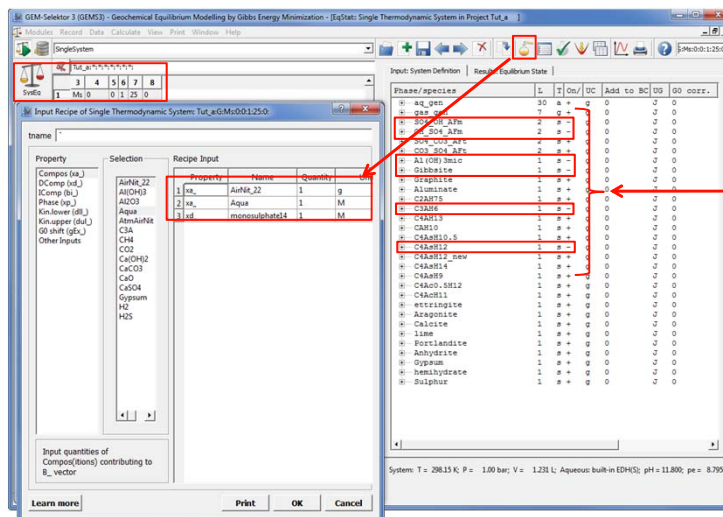 GEM-Selektor 3 (GEMS3) - Geochemical Equilibrium Modelling by Gibbs Energy Minimization - [EqStat: Single Thermodynamic System in Project Tut_a ]
Modules Record Data Calculate View Print Window Help
SingleSystem
Tut_a:*:*:*:*:*:*:*:
3 4 5 6 7 8
SysEq 1 Ms 0 0 1 25 0
Input: System Definition Results: Equilibrium State
Phase/species L T On/ UC Add to BC UG G0 corr.
aq_gen 30 a + g 0 J 0
gas_gen 7 g + g 0 J 0
SO4_OH_AFm 2 s - g 0 J 0
OH_SO4_AFm 2 s - g 0 J 0
SO4_CO3_AFt 2 s + g 0 J 0
CO3_SO4_AFt 2 s + g 0 J 0
Al(OH)3mic 1 s - g 0 J 0
Gibbsite 1 s - g 0 J 0
Graphite 1 s + g 0 J 0
Aluminate 1 s + g 0 J 0
C2AH75 1 s + g 0 J 0
C3AH6 1 s - g 0 J 0
C4AH13 1 s + g 0 J 0
CAH10 1 s + g 0 J 0
C4AsH10.5 1 s + g 0 J 0
C4AsH12 1 s - g 0 J 0
C4AsH12_new 1 s + g 0 J 0
C4AsH14 1 s + g 0 J 0
C4AsH9 1 s + g 0 J 0
C4Ac0.5H12 1 s + g 0 J 0
C4AcH11 1 s + g 0 J 0
ettringite 1 s + g 0 J 0
Aragonite 1 s + g 0 J 0
Calcite 1 s + g 0 J 0
lime 1 s + g 0 J 0
Portlandite 1 s + g 0 J 0
Anhydrite 1 s + g 0 J 0
Gypsum 1 s + g 0 J 0
hemihydrate 1 s + g 0 J 0
Sulphur 1 s + g 0 J 0
System: T = 298.15 K; P = 1.00 bar; V = 1.231 L; Aqueous: built-in EDH(S); pH = 11.800; pe = 8.795
Input Recipe of Single Thermodynamic System: Tut_a:G:Ms:0:0:1:25:0:
tname
Property
Compos (xa_)
DComp (xd_)
IComp (bi_)
Phase (xp_)
Kin.lower (dll_)
Kin.upper (dul_)
G0 shift (gEx_)
Other Inputs
Selection
AirNit_22
Al(OH)3
Al2O3
Aqua
AtmAirNit
C3A
CH4
CO2
Ca(OH)2
CaCO3
CaO
CaSO4
Gypsum
H2
H2S
Recipe Input
Property Name Quantity
1 xa_ AirNit_22 1 g
2 xa_ Aqua 1 M
3 xd_ monosulphate14 1 M
Input quantities of
Compos(itions) contributing to
B_ vector
Learn more Print OK Cancel